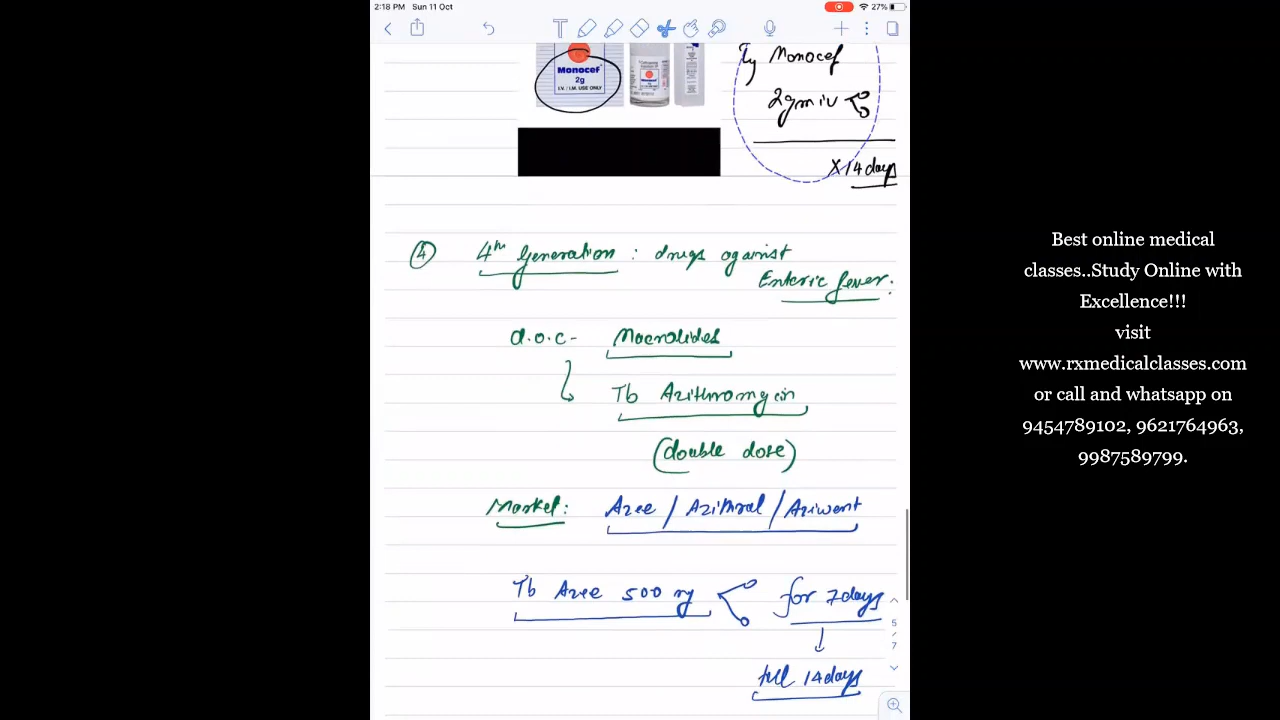 2:18 PM Sun 11 Oct
27%
Monocef
2g
I.V. / I.M. USE ONLY
Monocef
2gm iv
X 14 days
④ 4th Generation : drugs against
Enteric fever.
d.o.c - Macrolides
Tb Azithromycin
(double dose)
Market: Azee / Azithral / Aziwent
Tb Azee 500 mg for 7 days
till 14 days
5
/
7
Best online medical
classes..Study Online with
Excellence!!!
visit
www.rxmedicalclasses.com
or call and whatsapp on
9454789102, 9621764963,
9987589799.